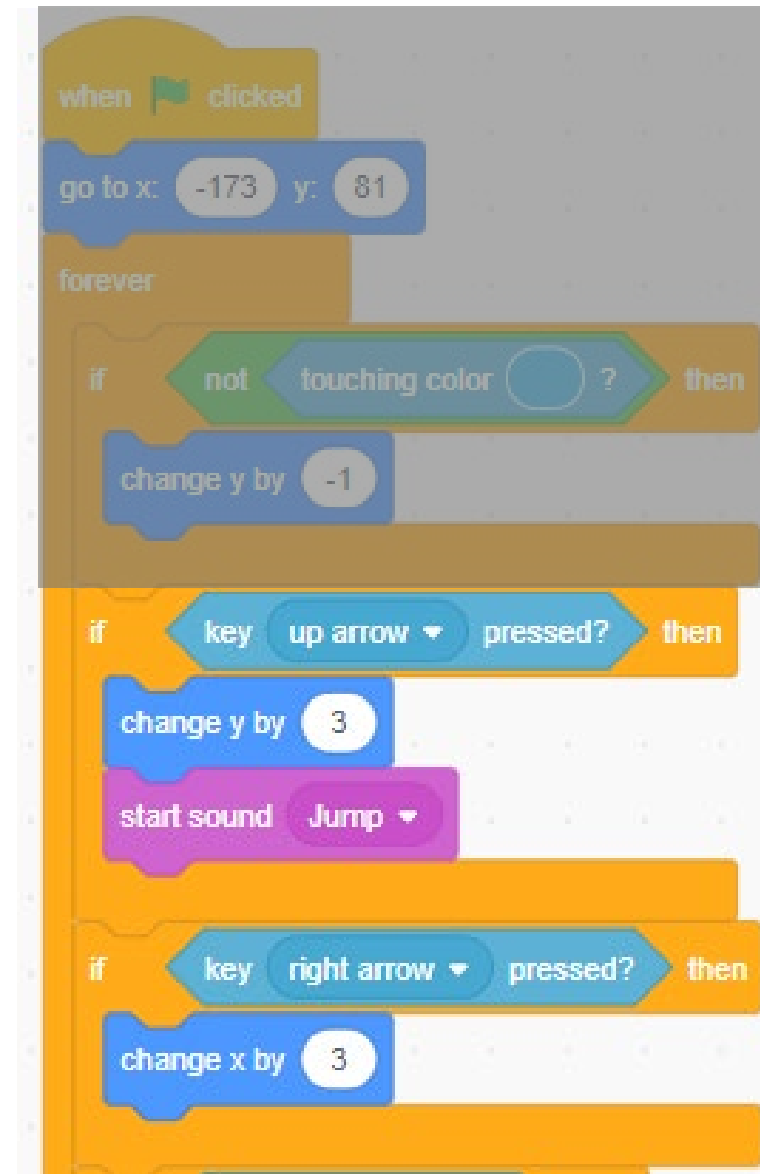 when clicked
go to x: -173 y: 81
forever
if not touching color ? then
change y by -1
if key up arrow pressed? then
change y by 3
start sound Jump
if key right arrow pressed? then
change x by 3